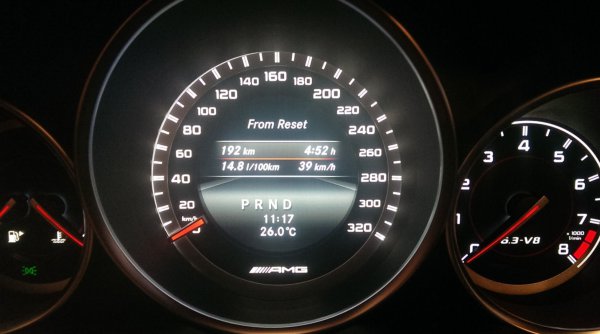 From Reset
192 km 4:52 h
14.8 l/100km 39 km/h
P R N D
11:17
26.0°C
AMG
km/h
20
40
60
80
100
120
140
160
180
200
220
240
260
280
300
320
1
2
3
4
5
6
7
8
x1000
1/min
6.3-V8